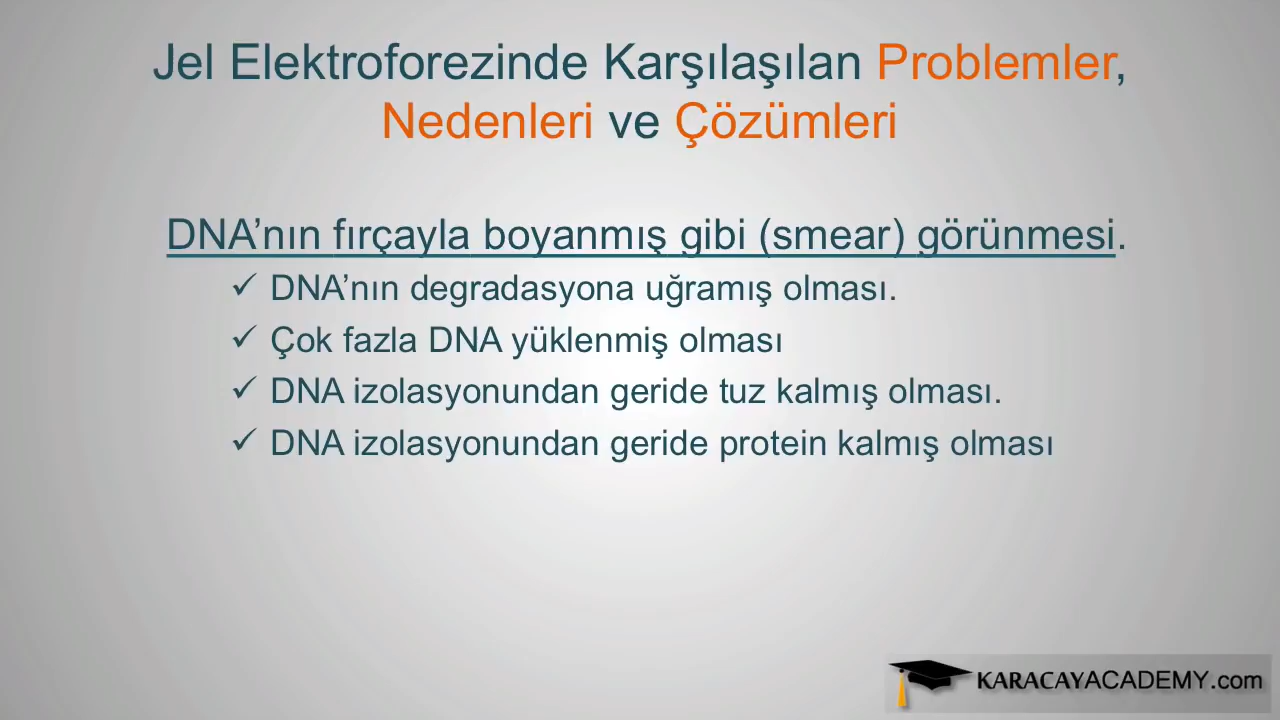 Jel Elektroforezinde Karşılaşılan Problemler,
Nedenleri ve Çözümleri
DNA’nın fırçayla boyanmış gibi (smear) görünmesi.
✓ DNA’nın degradasyona uğramış olması.
✓ Çok fazla DNA yüklenmiş olması
✓ DNA izolasyonundan geride tuz kalmış olması.
✓ DNA izolasyonundan geride protein kalmış olması
KARACAYACADEMY.com